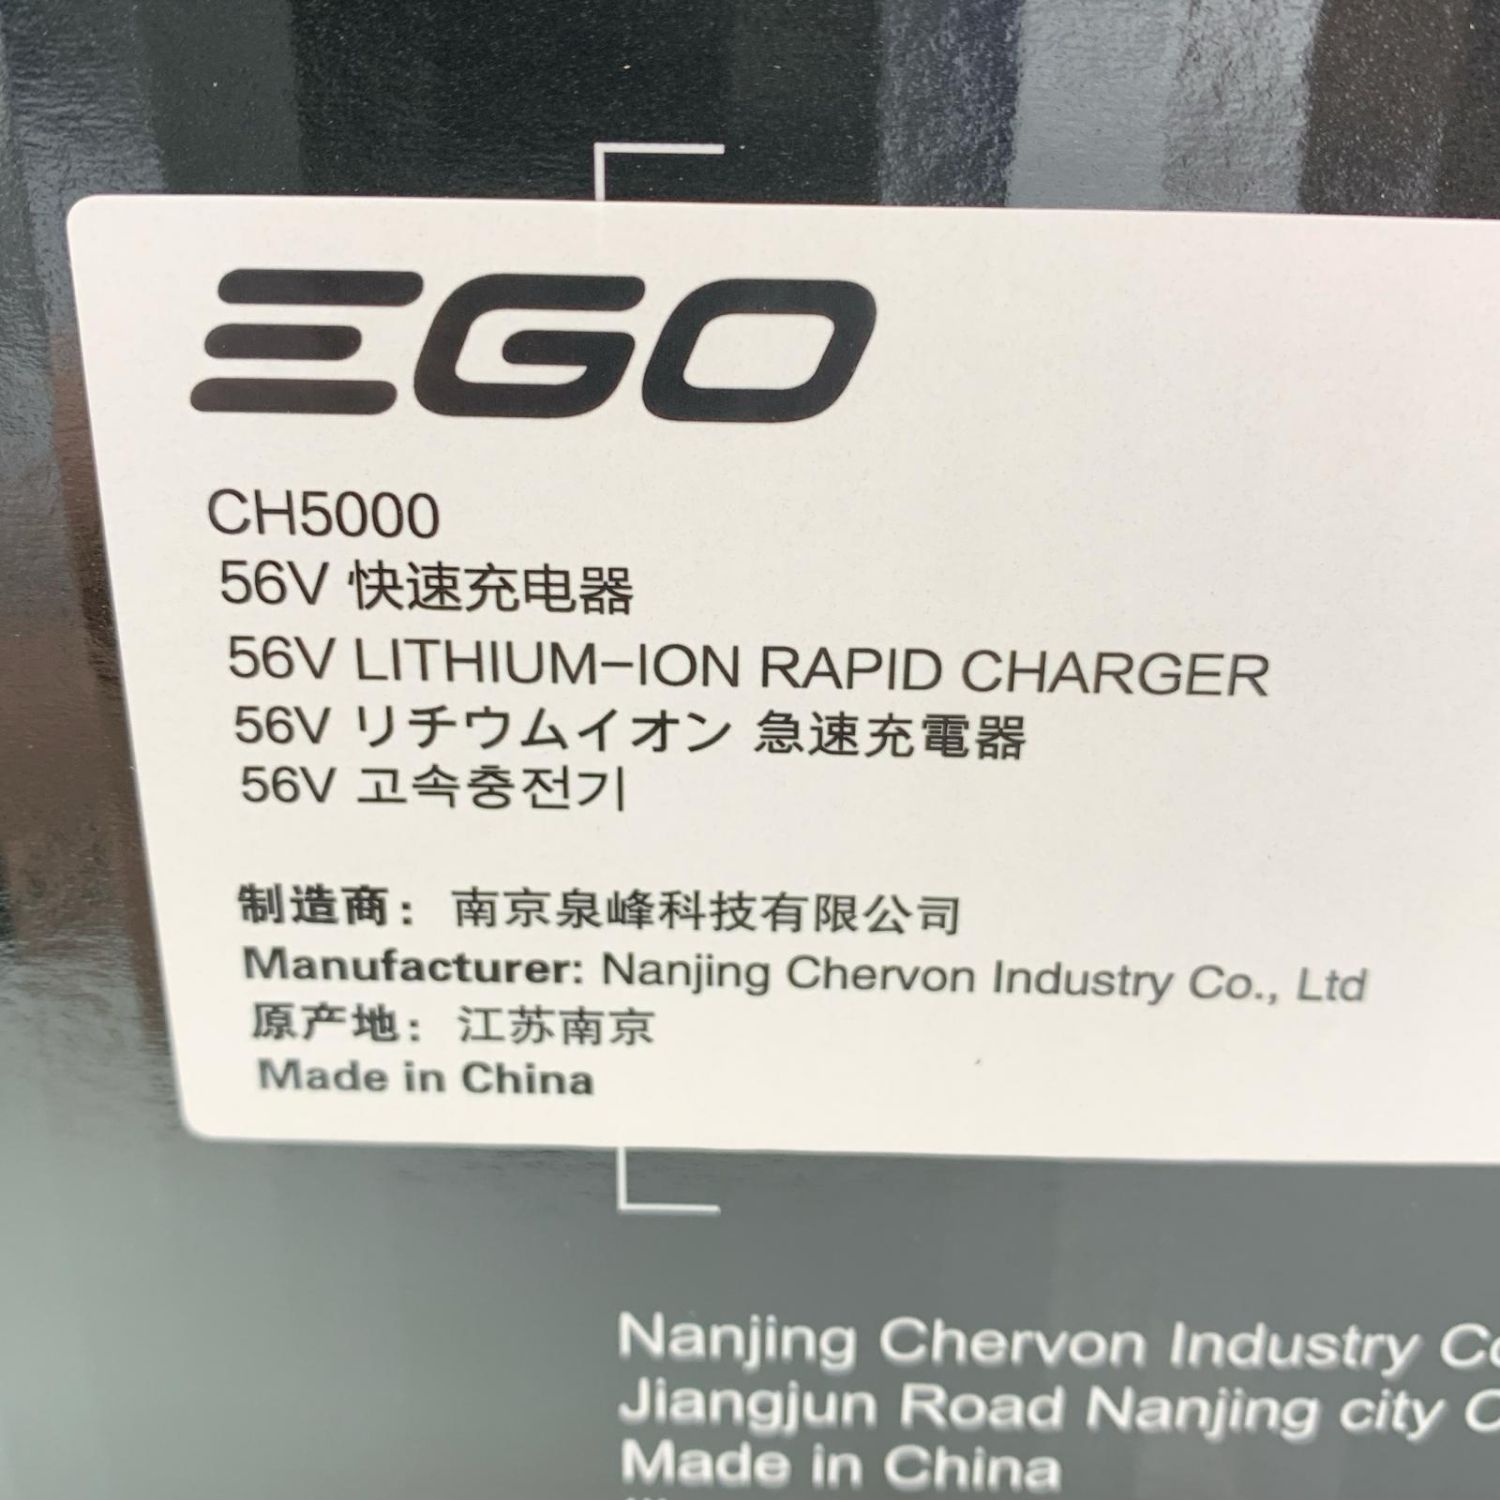 EGO
CH5000
56V 快速充电器
56V LITHIUM-ION RAPID CHARGER
56V リチウムイオン 急速充電器
56V 고속충전기
制造商： 南京泉峰科技有限公司
Manufacturer: Nanjing Chervon Industry Co., Ltd
原产地： 江苏南京
Made in China
Nanjing Chervon Industry
Jiangjun Road Nanjing city
Made in China